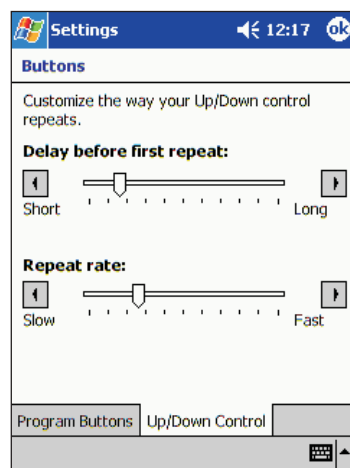 Settings 12:17 ok
Buttons
Customize the way your Up/Down control
repeats.
Delay before first repeat:
Short Long
Repeat rate:
Slow Fast
Program Buttons Up/Down Control